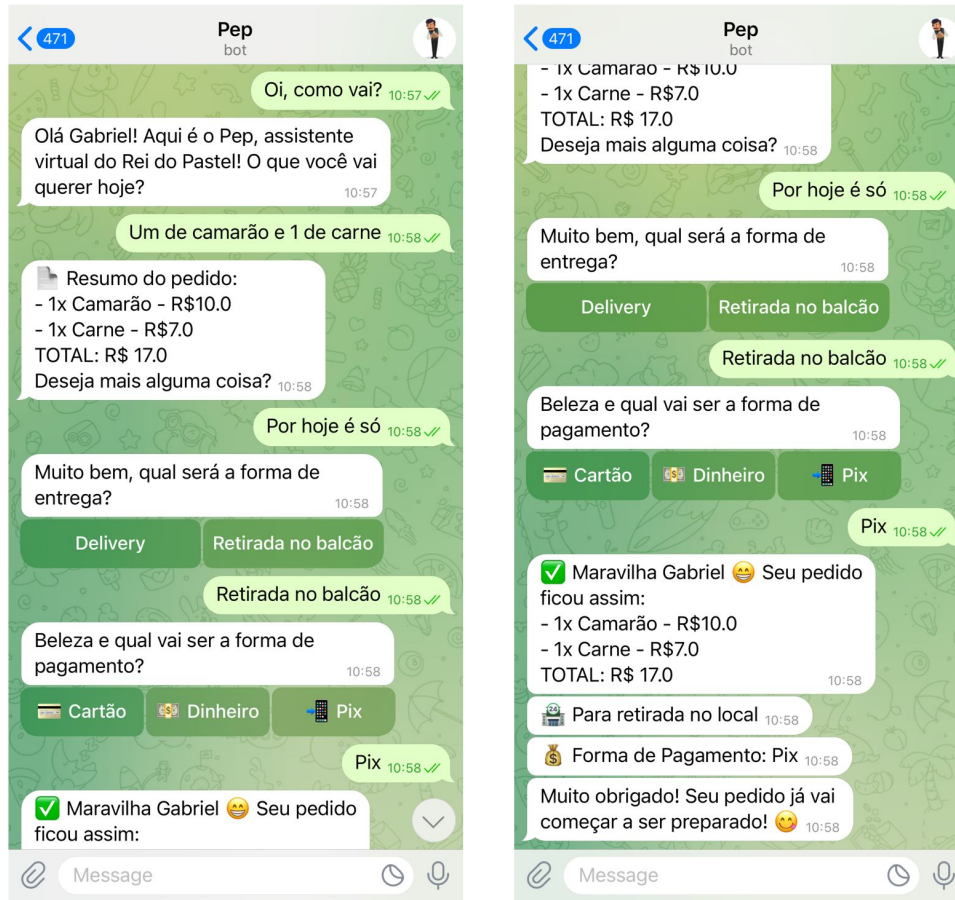 471
Pep
bot
Oi, como vai? 10:57
Olá Gabriel! Aqui é o Pep, assistente
virtual do Rei do Pastel! O que você vai
querer hoje? 10:57
Um de camarão e 1 de carne 10:58
Resumo do pedido:
- 1x Camarão - R$10.0
- 1x Carne - R$7.0
TOTAL: R$ 17.0
Deseja mais alguma coisa? 10:58
Por hoje é só 10:58
Muito bem, qual será a forma de
entrega? 10:58
Delivery Retirada no balcão
Retirada no balcão 10:58
Beleza e qual vai ser a forma de
pagamento? 10:58
Cartão Dinheiro Pix
Pix 10:58
Maravilha Gabriel Seu pedido
ficou assim:
Message
471
Pep
bot
- 1x Camarão - R$10.0
- 1x Carne - R$7.0
TOTAL: R$ 17.0
Deseja mais alguma coisa? 10:58
Por hoje é só 10:58
Muito bem, qual será a forma de
entrega? 10:58
Delivery Retirada no balcão
Retirada no balcão 10:58
Beleza e qual vai ser a forma de
pagamento? 10:58
Cartão Dinheiro Pix
Pix 10:58
Maravilha Gabriel Seu pedido
ficou assim:
- 1x Camarão - R$10.0
- 1x Carne - R$7.0
TOTAL: R$ 17.0 10:58
Para retirada no local 10:58
Forma de Pagamento: Pix 10:58
Muito obrigado! Seu pedido já vai
começar a ser preparado! 10:58
Message